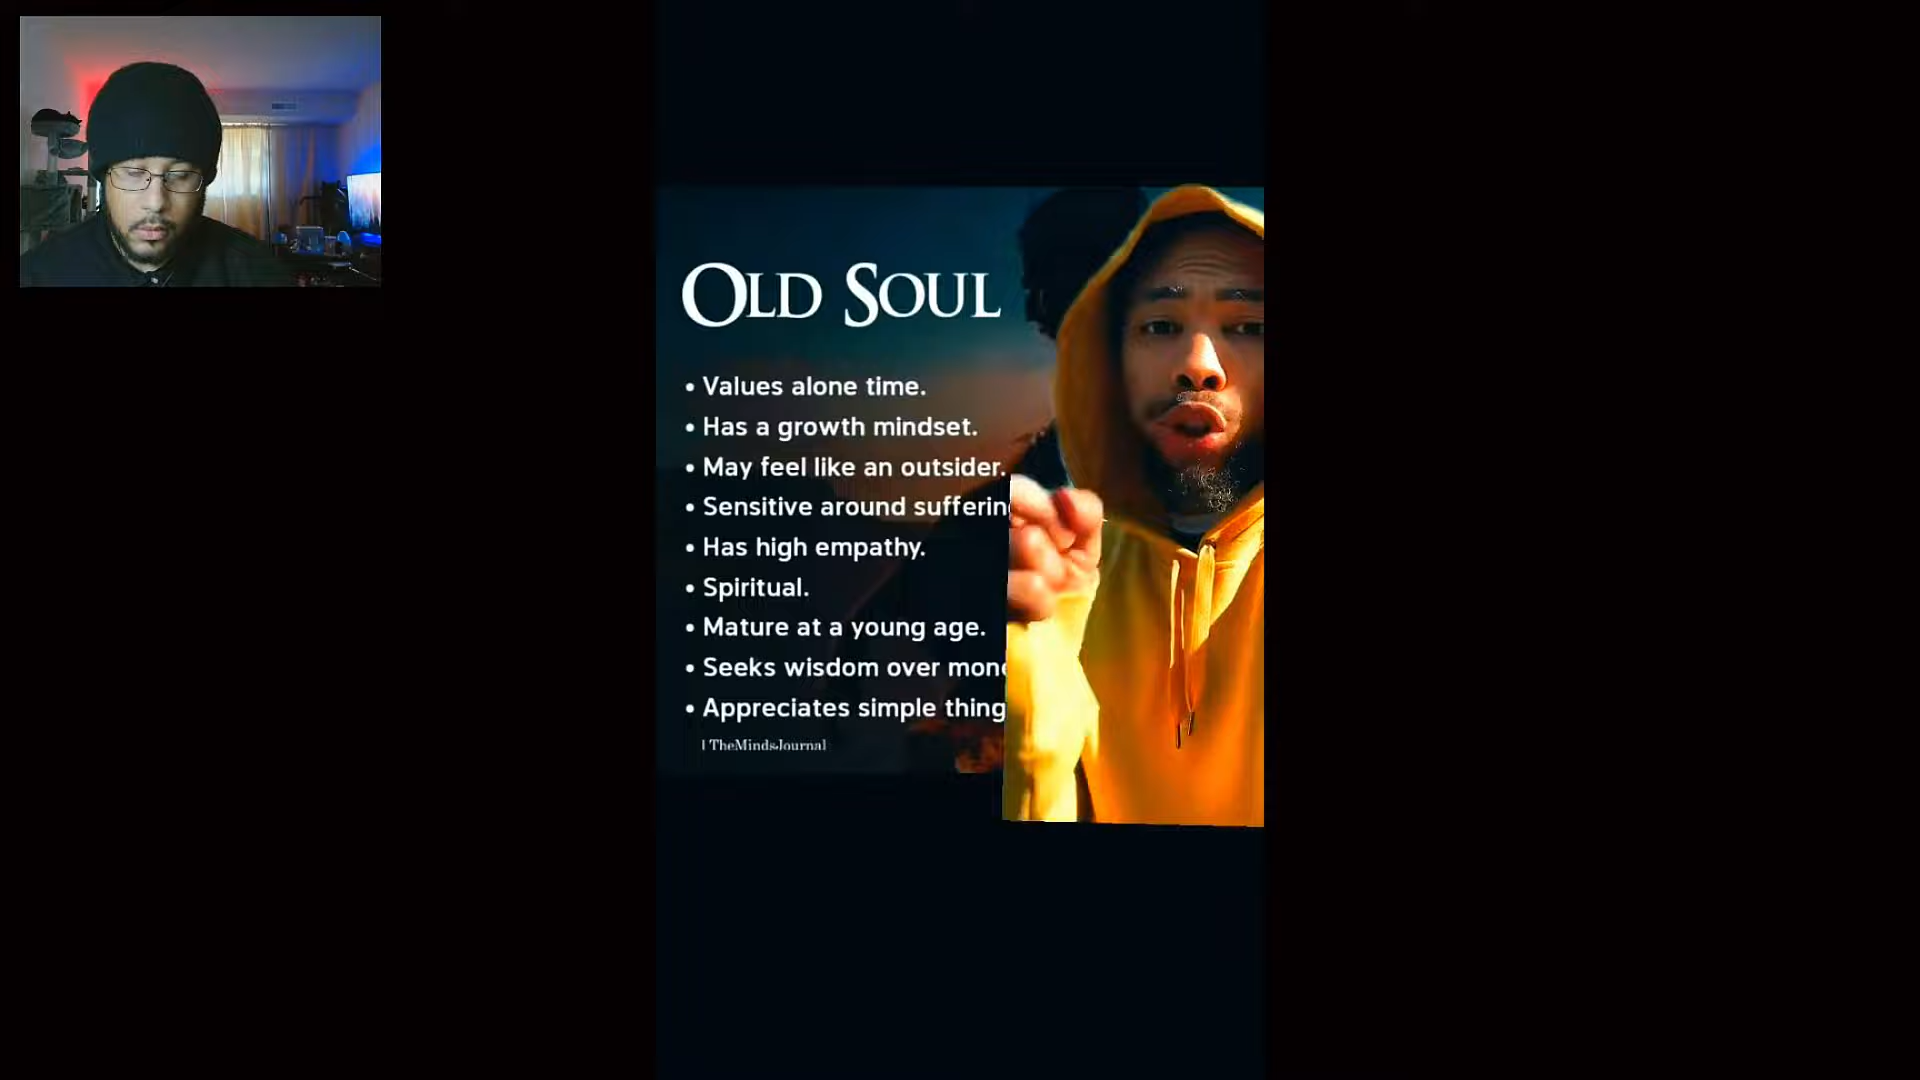 OLD SOUL
• Values alone time.
• Has a growth mindset.
• May feel like an outsider.
• Sensitive around sufferin
• Has high empathy.
• Spiritual.
• Mature at a young age.
• Seeks wisdom over mone
• Appreciates simple thing
| TheMindsJournal